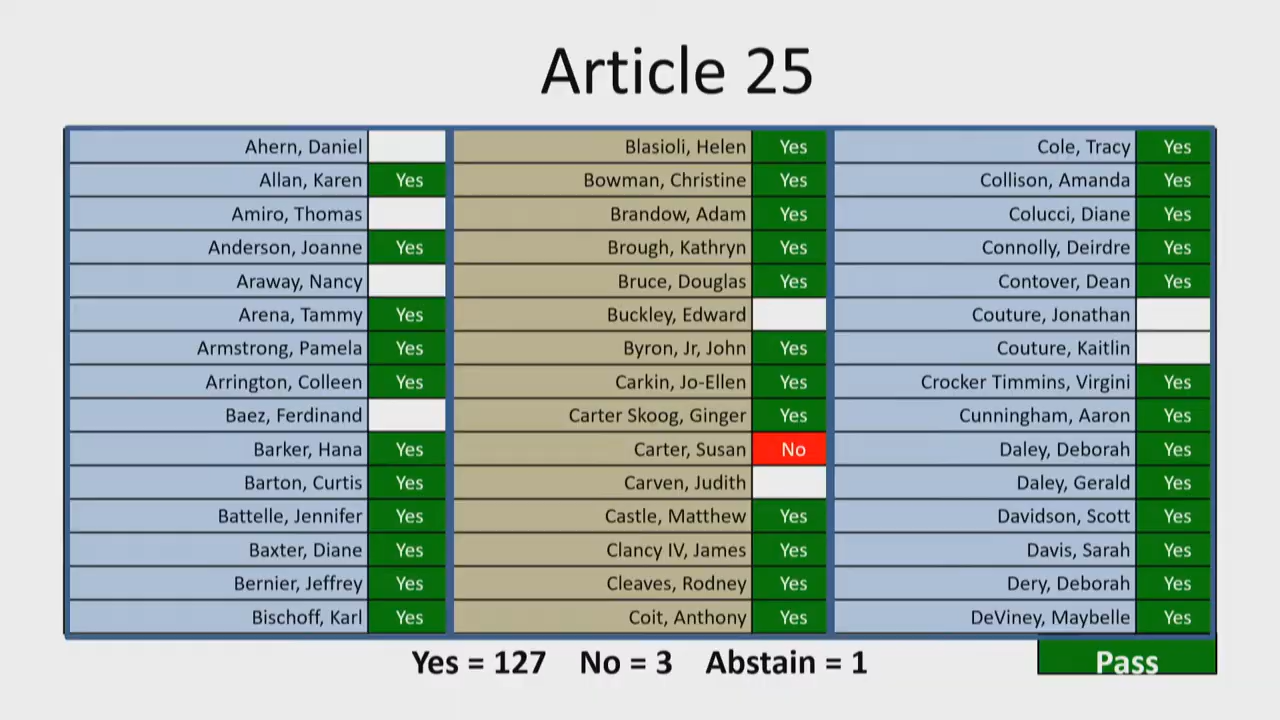 Article 25
Ahern, Daniel Blasioli, Helen Yes Cole, Tracy Yes
Allan, Karen Yes Bowman, Christine Yes Collison, Amanda Yes
Amiro, Thomas Brandow, Adam Yes Colucci, Diane Yes
Anderson, Joanne Yes Brough, Kathryn Yes Connolly, Deirdre Yes
Araway, Nancy Bruce, Douglas Yes Contover, Dean Yes
Arena, Tammy Yes Buckley, Edward Couture, Jonathan
Armstrong, Pamela Yes Byron, Jr, John Yes Couture, Kaitlin
Arrington, Colleen Yes Carkin, Jo-Ellen Yes Crocker Timmins, Virgini Yes
Baez, Ferdinand Carter Skoog, Ginger Yes Cunningham, Aaron Yes
Barker, Hana Yes Carter, Susan No Daley, Deborah Yes
Barton, Curtis Yes Carven, Judith Daley, Gerald Yes
Battelle, Jennifer Yes Castle, Matthew Yes Davidson, Scott Yes
Baxter, Diane Yes Clancy IV, James Yes Davis, Sarah Yes
Bernier, Jeffrey Yes Cleaves, Rodney Yes Dery, Deborah Yes
Bischoff, Karl Yes Coit, Anthony Yes DeViney, Maybelle Yes
Yes = 127 No = 3 Abstain = 1 Pass